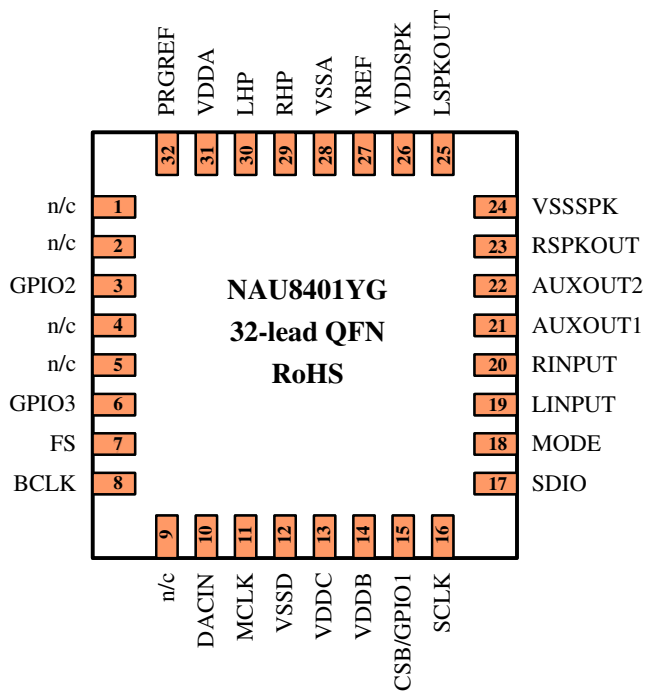 PRGREF
VDDA
LHP
RHP
VSSA
VREF
VDDSPK
LSPKOUT
32
31
30
29
28
27
26
25
n/c 1
n/c 2
GPIO2 3
n/c 4
n/c 5
GPIO3 6
FS 7
BCLK 8
NAU8401YG
32-lead QFN
RoHS
24 VSSSPK
23 RSPKOUT
22 AUXOUT2
21 AUXOUT1
20 RINPUT
19 LINPUT
18 MODE
17 SDIO
9
10
11
12
13
14
15
16
n/c
DACIN
MCLK
VSSD
VDDC
VDDB
CSB/GPIO1
SCLK